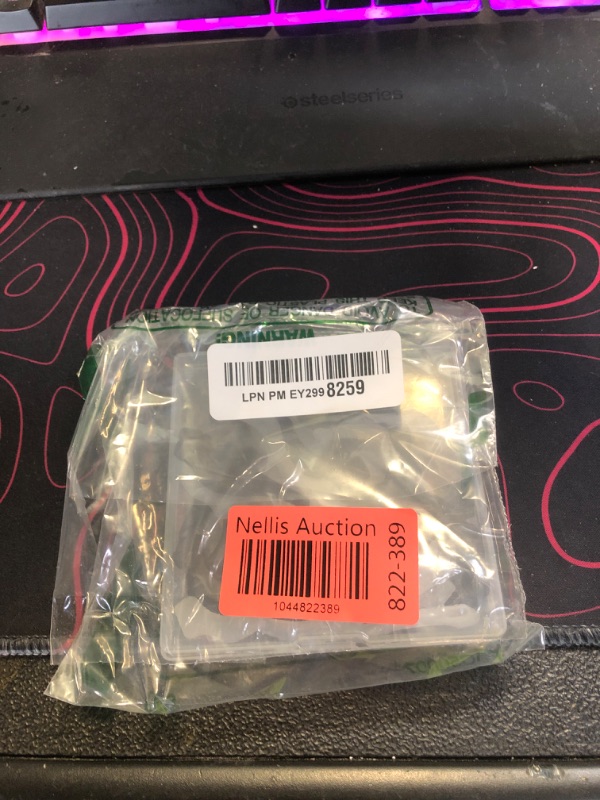 steelseries
WARNING!
LPN PM EY299 8259
Nellis Auction
822-389
1044822389